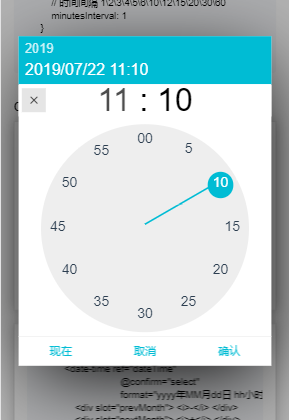 // 时间间隔 1\2\3\4\5\6\10\12\15\20\30\60
minutesInterval: 1
}
2019
2019/07/22 11:10
×
11 : 10
00
55
5
50
10
45
15
40
20
35
25
30
现在
取消
确认
<date-time ref="dateTime"
@confirm="select"
format="yyyy年MM月dd日 hh小时
<div slot="prevMonth"> <i>-</i> </div>